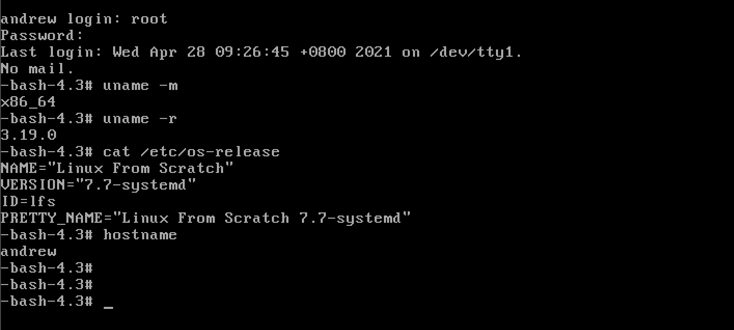 andrew login: root
Password:
Last login: Wed Apr 28 09:26:45 +0800 2021 on /dev/tty1.
No mail.
-bash-4.3# uname -m
x86_64
-bash-4.3# uname -r
3.19.0
-bash-4.3# cat /etc/os-release
NAME="Linux From Scratch"
VERSION="7.7-systemd"
ID=lfs
PRETTY_NAME="Linux From Scratch 7.7-systemd"
-bash-4.3# hostname
andrew
-bash-4.3#
-bash-4.3#
-bash-4.3# _